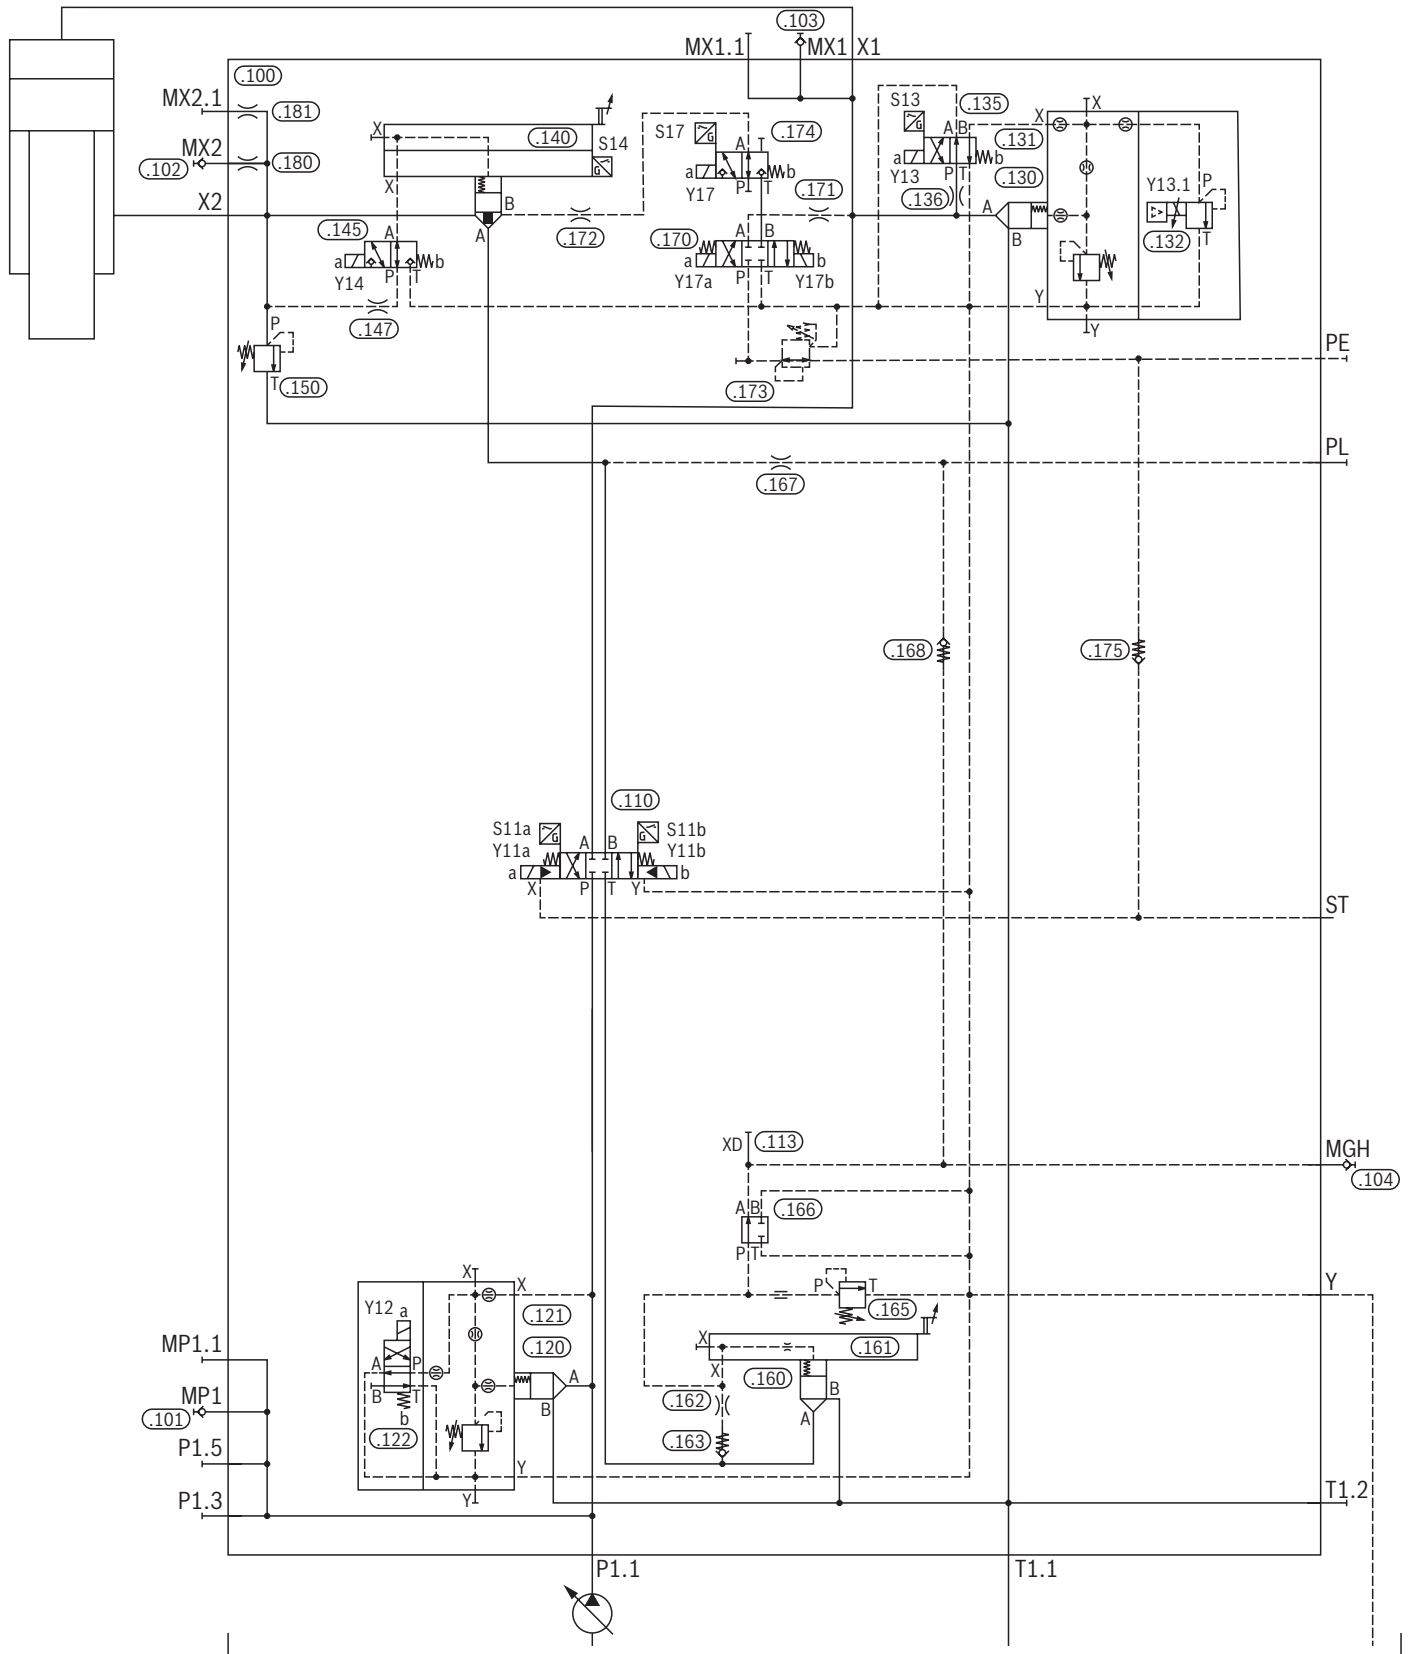 .103
MX1.1
MX1
X1
.100
MX2.1
.181
X
.140
S14
S17
A
.174
S13
.135
A B
X
X
.131
MX2
.102
.180
X
a
b
Y17
P T
.171
a
b
Y13
P T
.130
.136
Y13.1
P
X2
B
A
.172
A
B
.132
T
.145
A
a
b
Y14
P T
.170
A B
a
b
Y17a
P T
Y17b
Y
.147
Y
P
T
.150
.173
PE
PL
.167
.168
.175
.110
S11a
Y11a
A B
S11b
Y11b
a
b
X
P T
Y
ST
XD
.113
MGH
.104
A B
.166
P T
X
X
Y
Y12
a
.121
P
T
.165
MP1.1
.120
X
.161
A
P
A
X
.160
B
T
B
B
MP1
.101
b
.122
.162
A
.163
P1.5
Y
P1.3
Y
T1.2
P1.1
T1.1